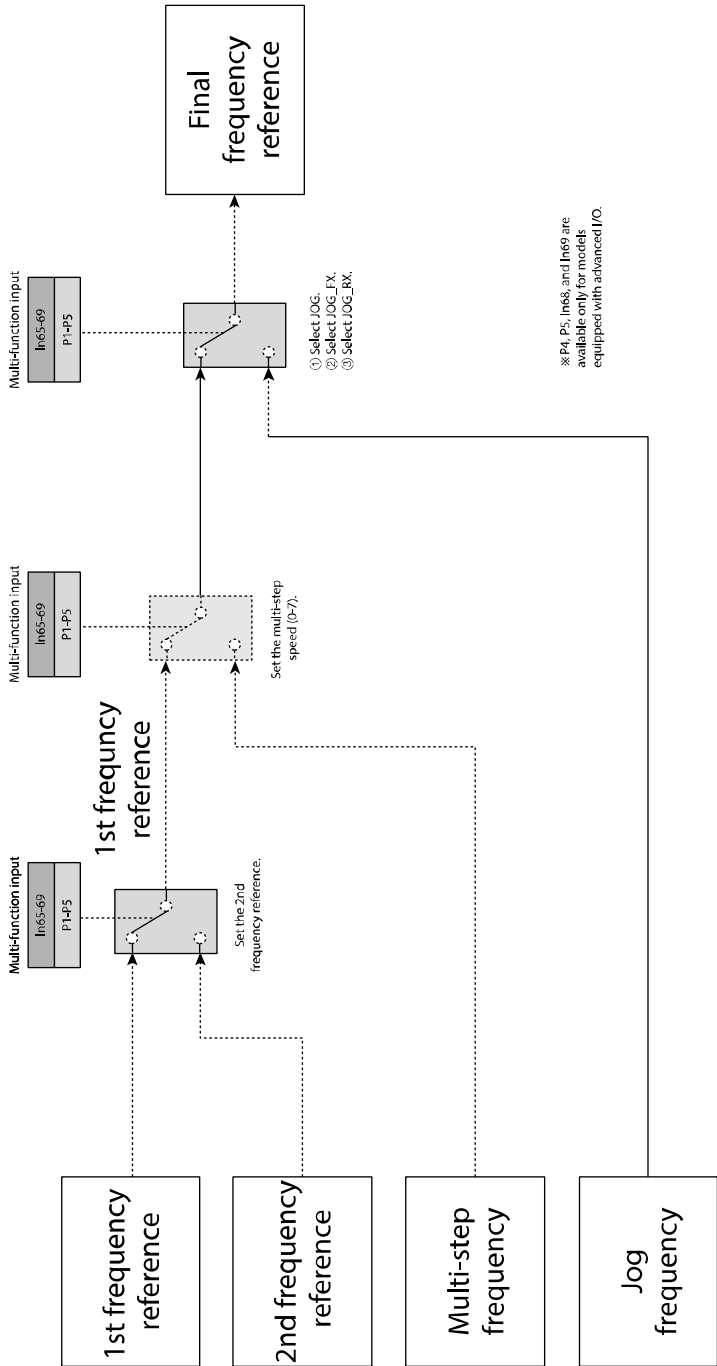 Multi-function input
In65-69
P1-P5
Multi-function input
In65-69
P1-P5
Multi-function input
In65-69
P1-P5
1st frequency
reference
2nd frequency
reference
Multi-step
frequency
Jog
frequency
Set the 2nd
frequency reference.
1st frequncy
reference
Set the multi-step
speed (0-7).
① Select JOG.
② Select JOG_FX.
③ Select JOG_RX.
Final
frequency
reference
※ P4, P5, In68, and In69 are
available only for models
equipped with advanced I/O.